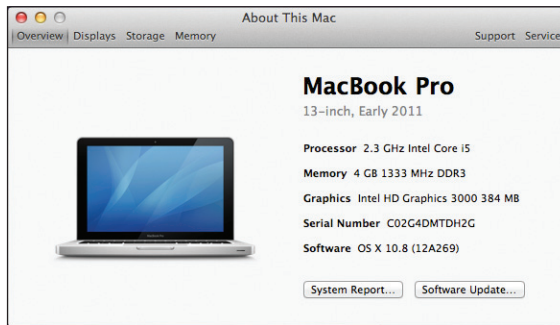 About This Mac
Overview Displays Storage Memory Support Service
MacBook Pro
13-inch, Early 2011
Processor 2.3 GHz Intel Core i5
Memory 4 GB 1333 MHz DDR3
Graphics Intel HD Graphics 3000 384 MB
Serial Number C02G4DMTDH2G
Software OS X 10.8 (12A269)
System Report... Software Update...